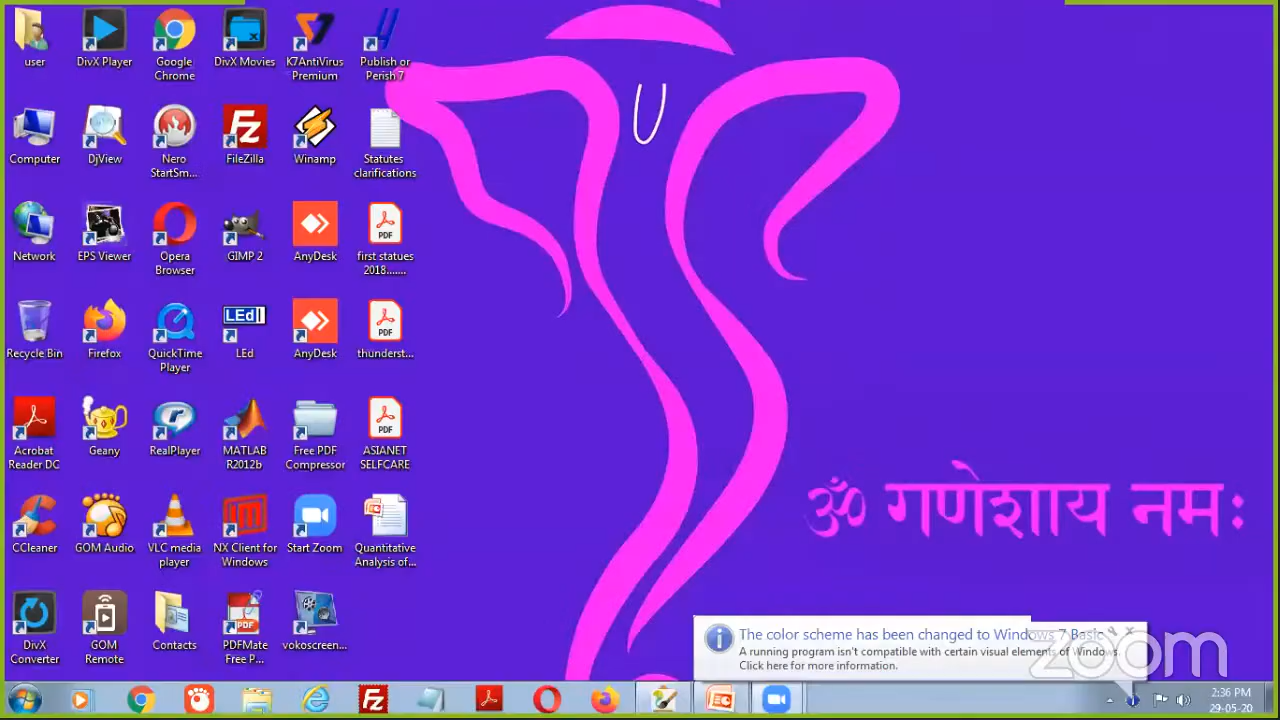 user
DivX Player
Google
Chrome
DivX Movies
K7AntiVirus
Premium
Publish or
Perish 7
Computer
DjView
Nero
StartSm...
FileZilla
Winamp
Statutes
clarifications
Network
EPS Viewer
Opera
Browser
GIMP 2
AnyDesk
PDF
first statues
2018.......
Recycle Bin
Firefox
QuickTime
Player
LEd
LEd
AnyDesk
PDF
thunderst...
Acrobat
Reader DC
Geany
RealPlayer
MATLAB
R2012b
Free PDF
Compressor
PDF
ASIANET
SELFCARE
CCleaner
GOM Audio
VLC media
player
NX Client for
Windows
Start Zoom
Quantitative
Analysis of...
DivX
Converter
GOM
Remote
Contacts
PDF
PDFMate
Free P...
vokoscreen...
ॐ गणेशाय नमः
The color scheme has been changed to Windows 7 Basic
A running program isn't compatible with certain visual elements of Windows.
Click here for more information.
zoom
2:36 PM
29-05-20